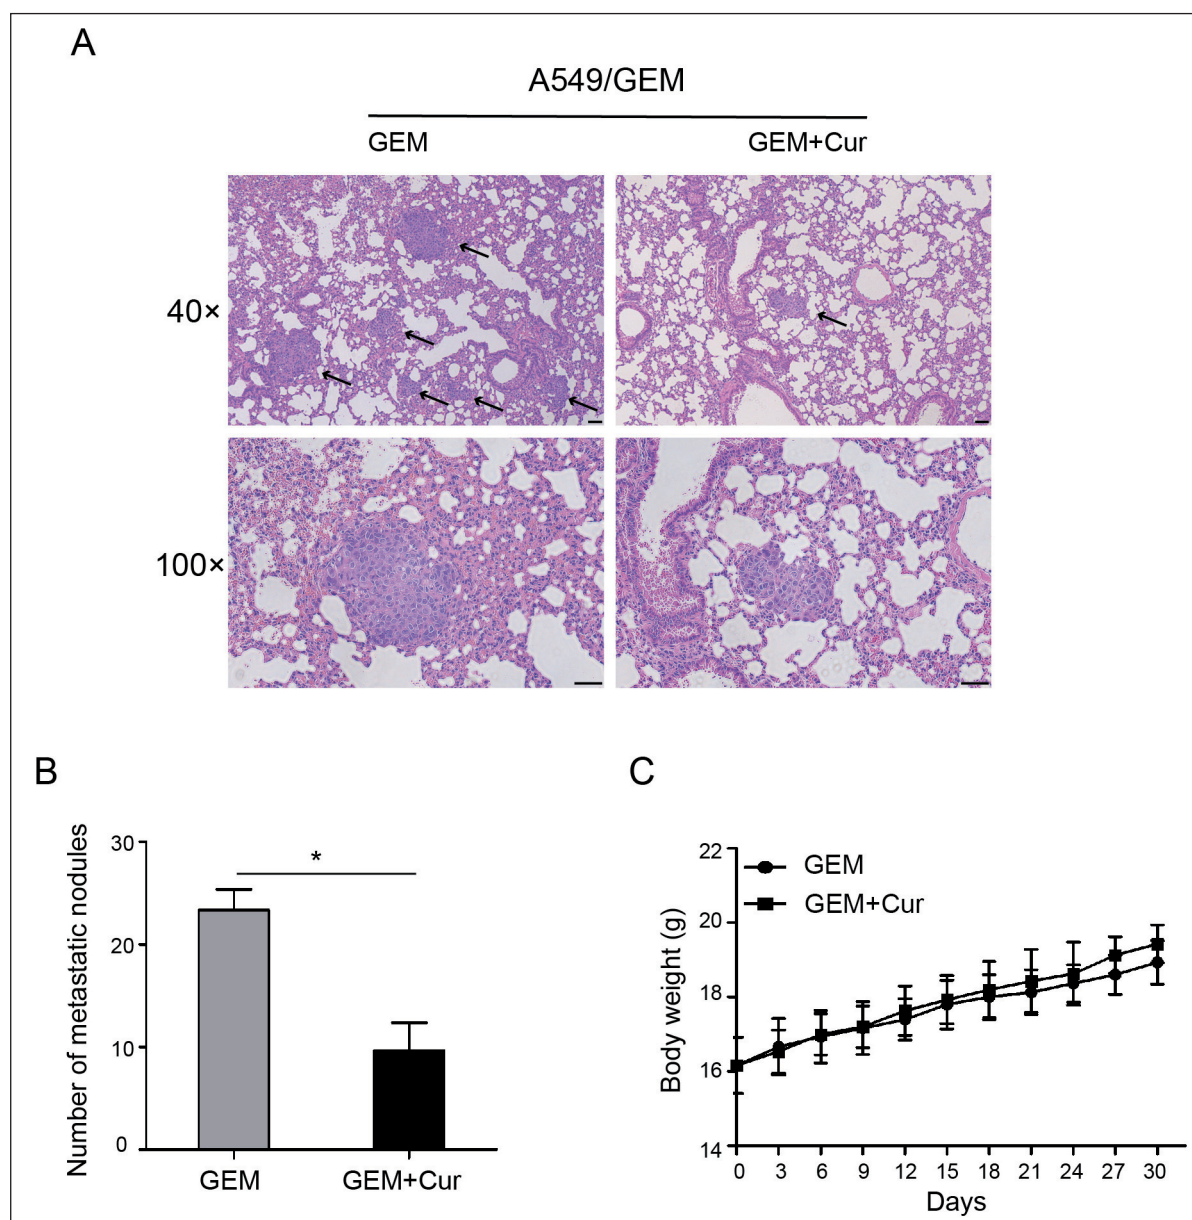 A
A549/GEM
GEM GEM+Cur
40×
100×
B
Number of metastatic nodules
30
20
10
0
*
GEM GEM+Cur
C
Body weight (g)
22
20
18
16
14
GEM
GEM+Cur
0 3 6 9 12 15 18 21 24 27 30
Days